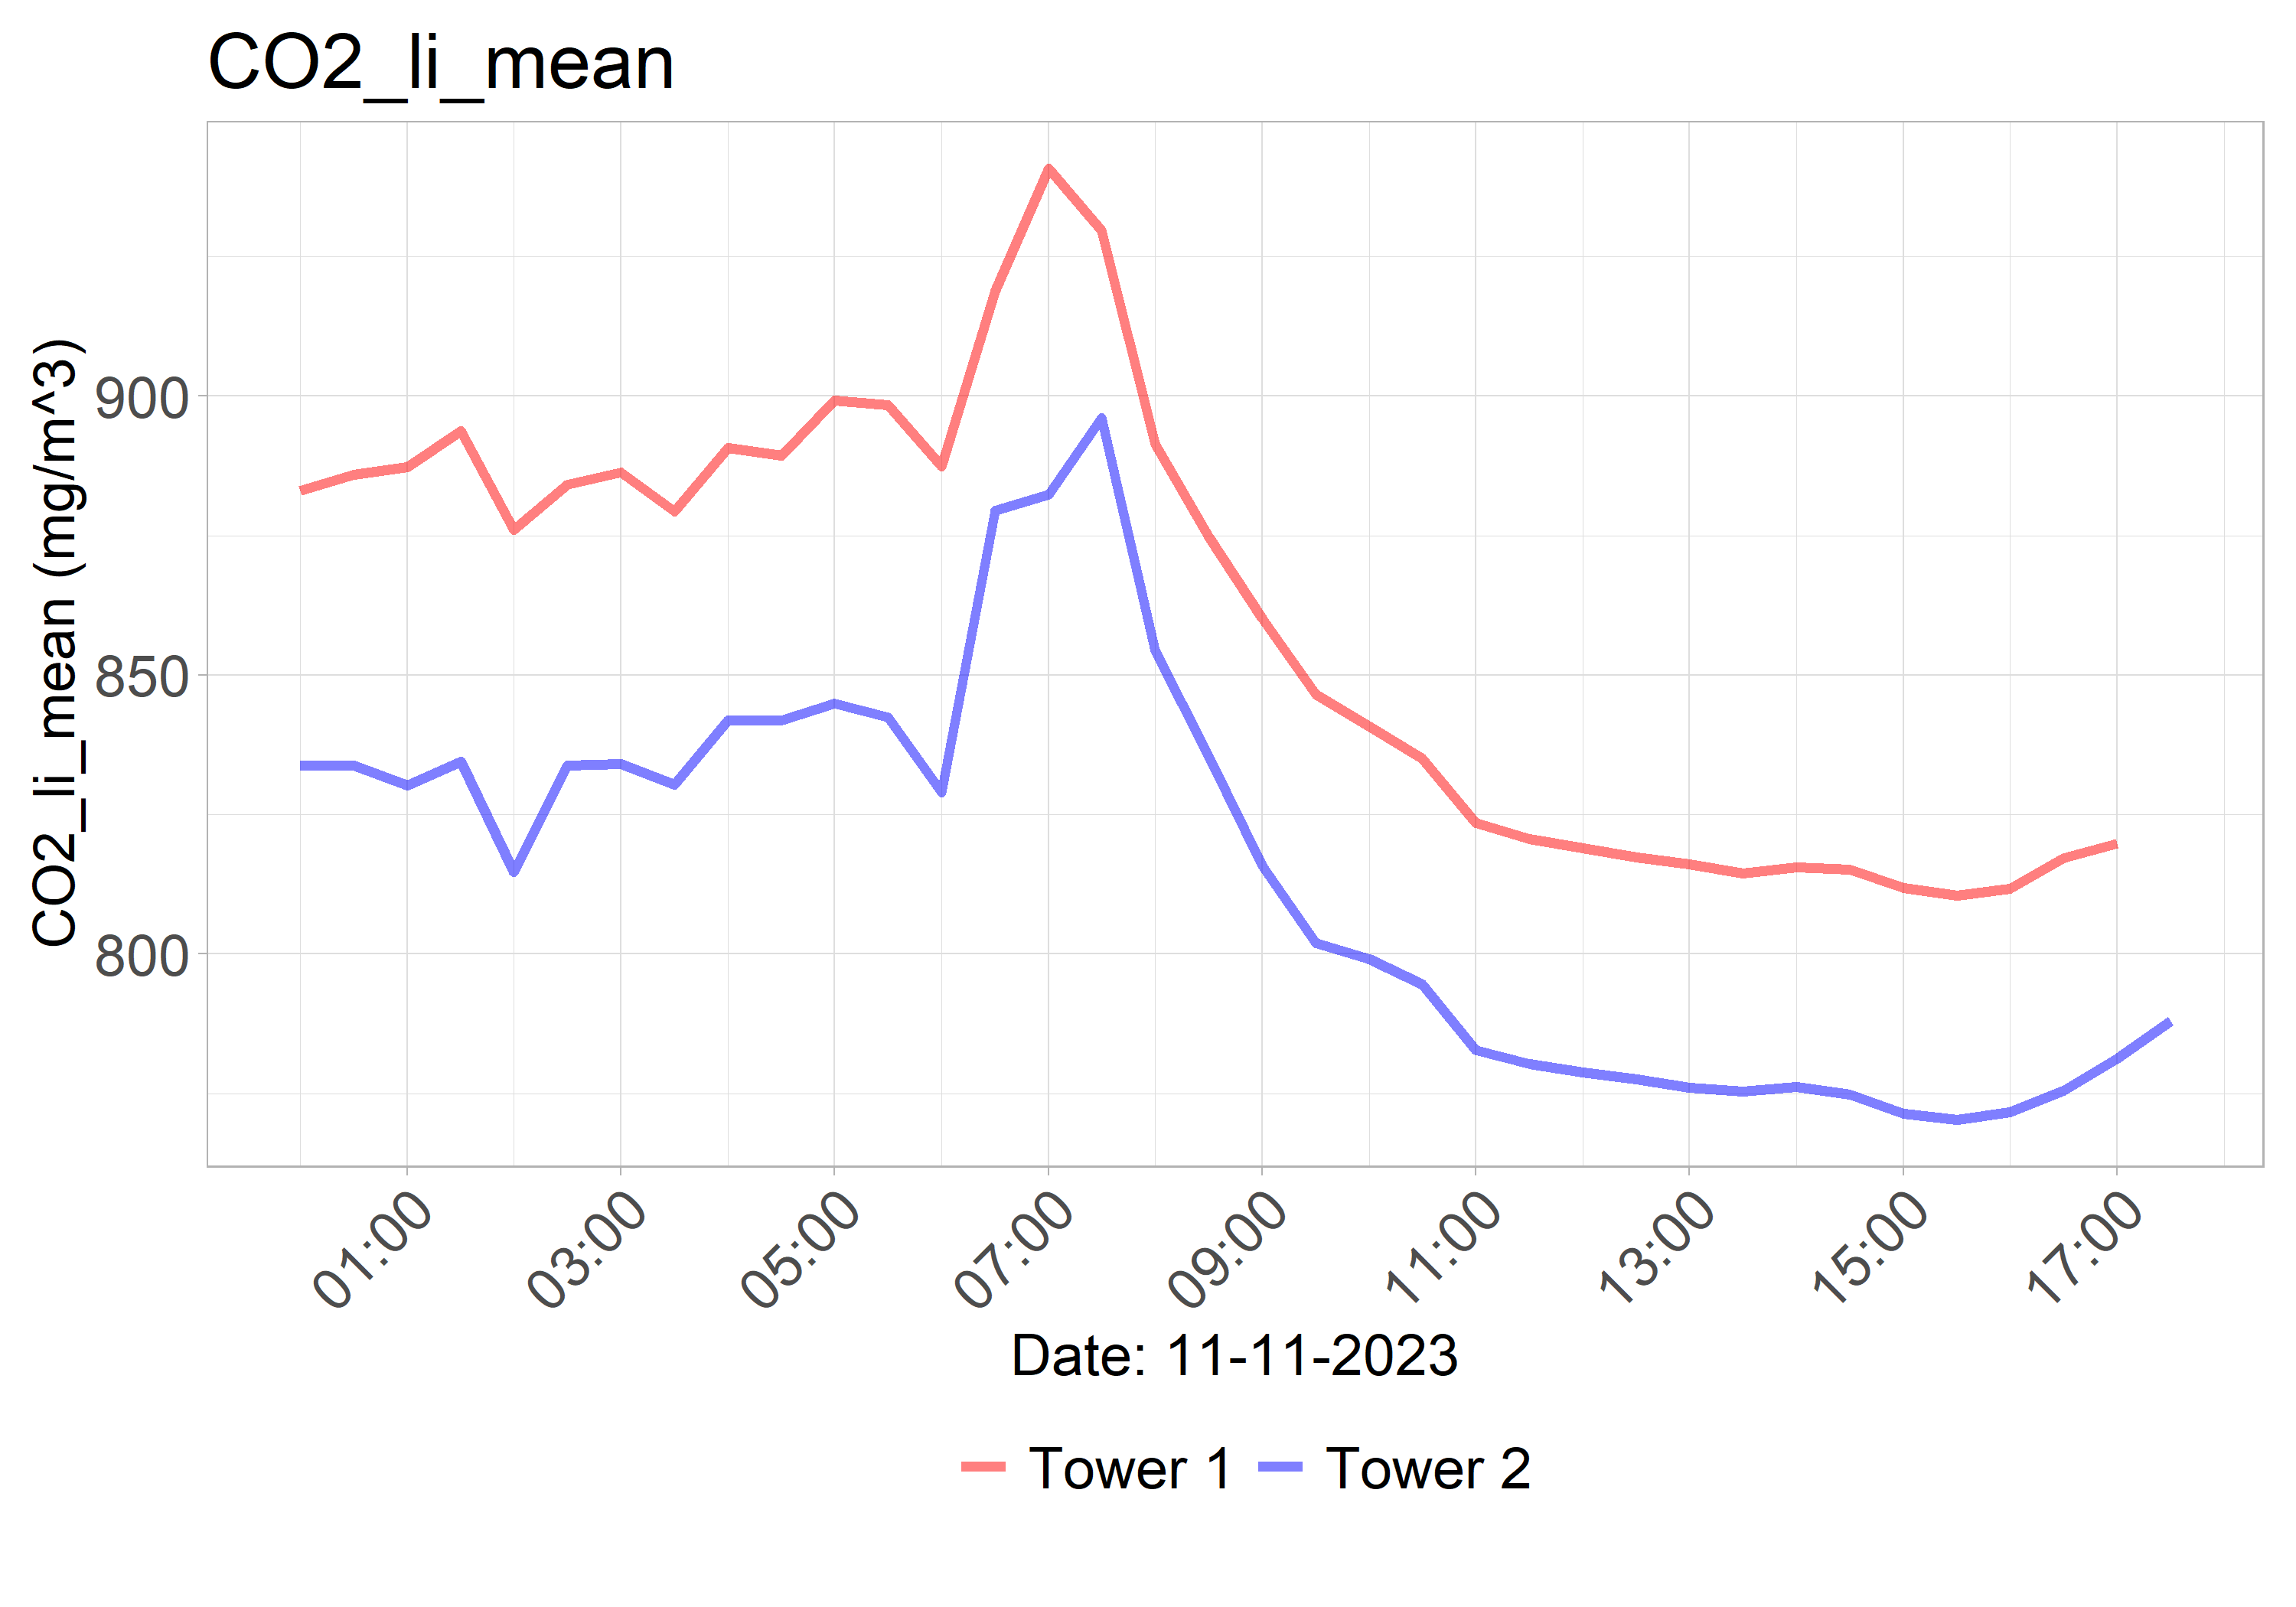 CO2_li_mean
CO2_li_mean (mg/m^3)
900
850
800
01:00 03:00 05:00 07:00 09:00 11:00 13:00 15:00 17:00
Date: 11-11-2023
Tower 1 Tower 2